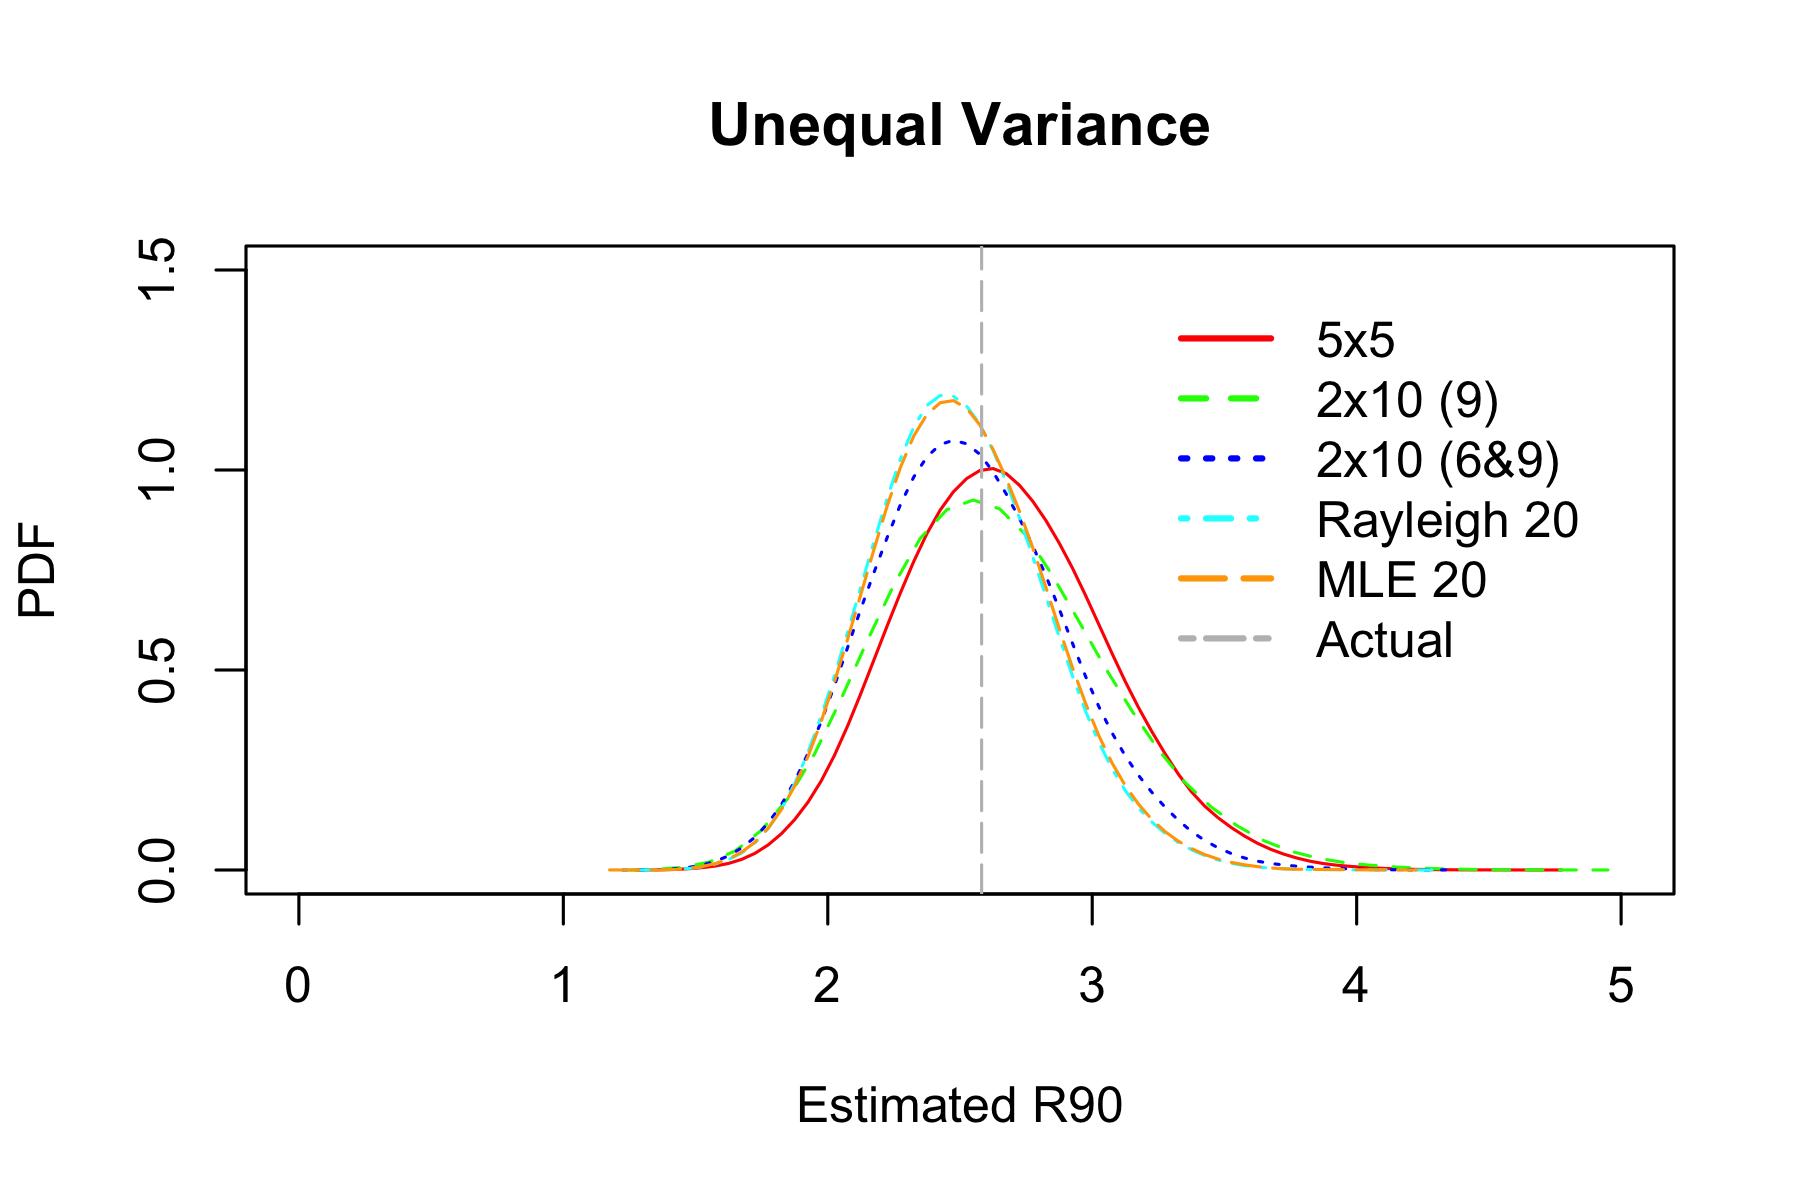 Unequal Variance
PDF
1.5
1.0
0.5
0.0
5x5
2x10 (9)
2x10 (6&9)
Rayleigh 20
MLE 20
Actual
0 1 2 3 4 5
Estimated R90